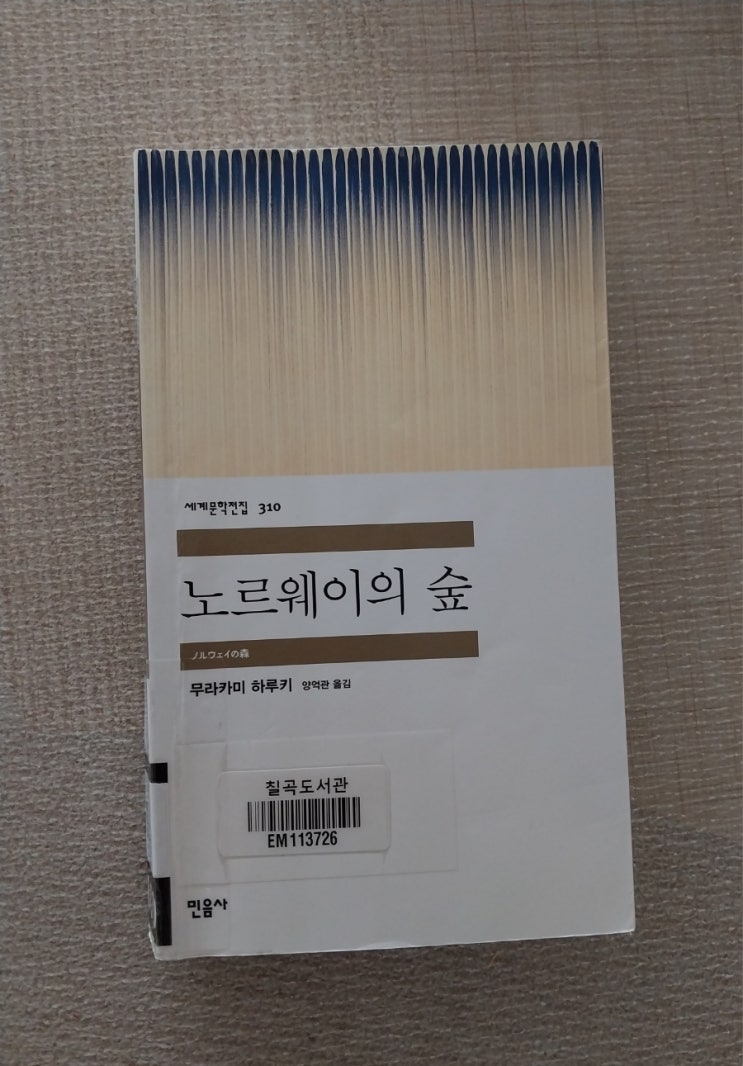 세계문학전집 310
노르웨이의 숲
ノルウェイの森
무라카미 하루키 양억관 옮김
칠곡도서관
EM113726
민음사